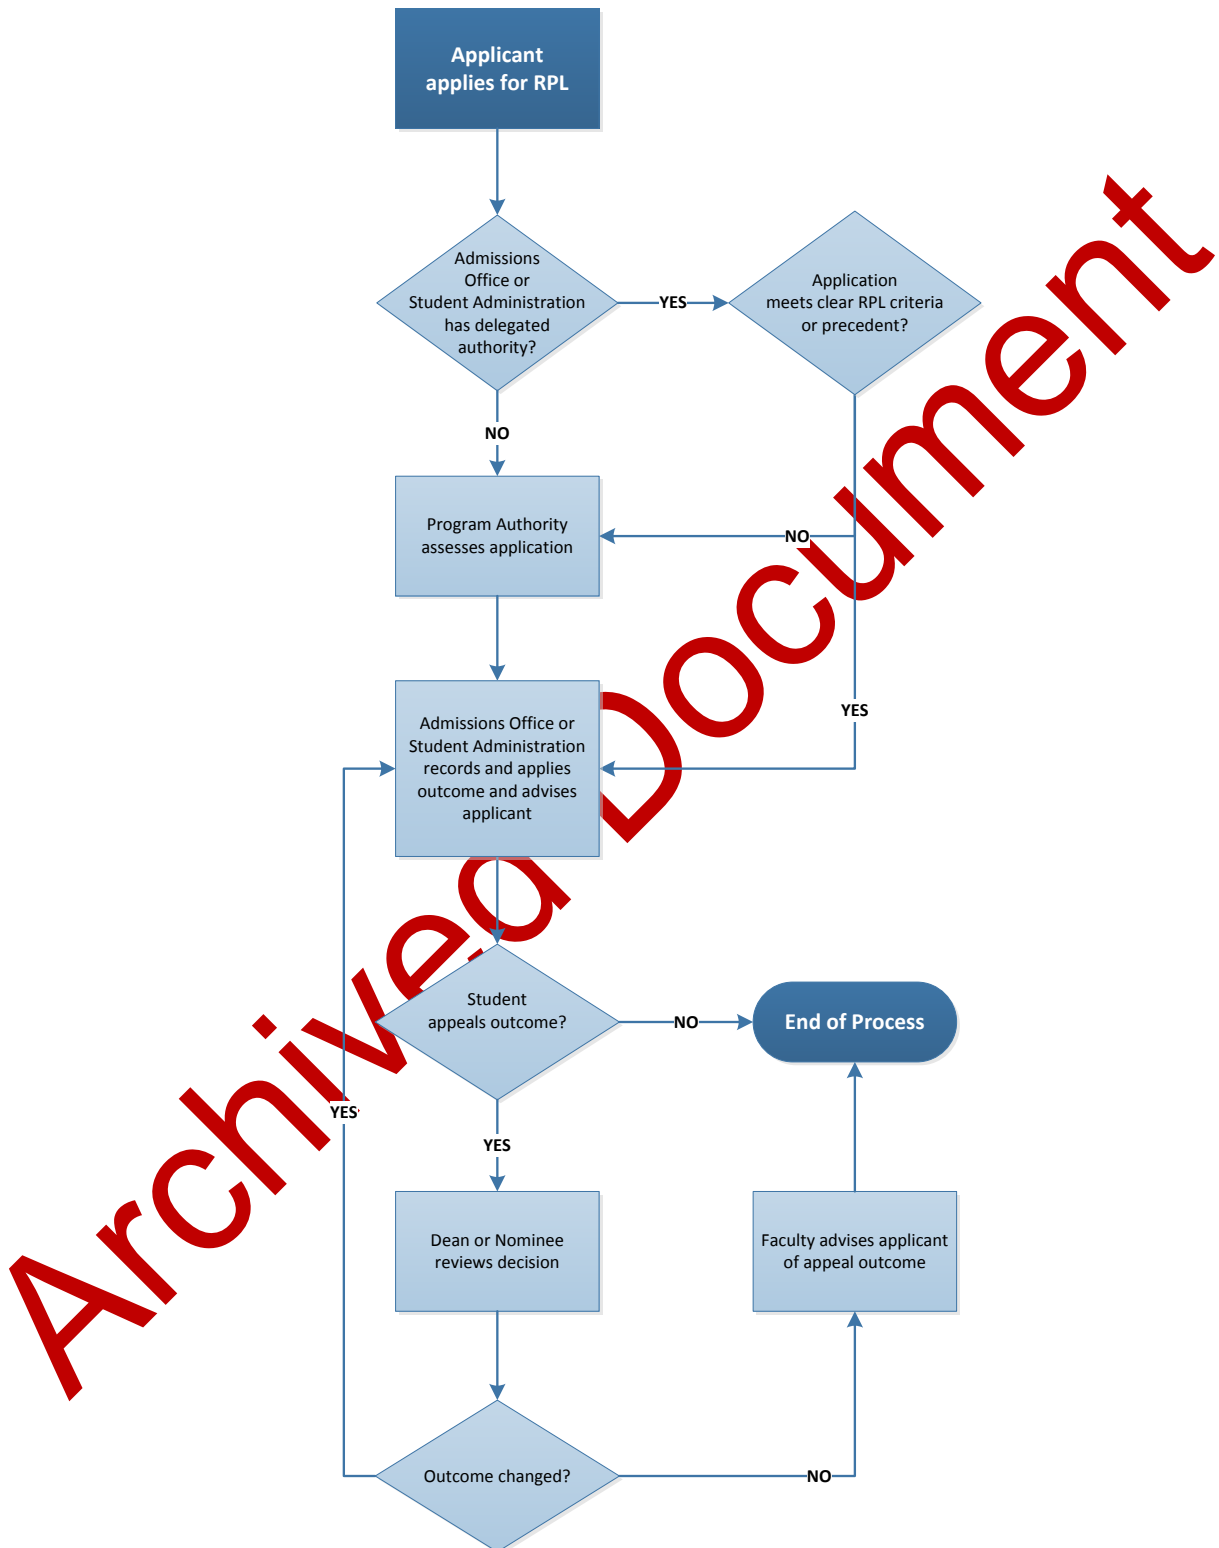 Applicant
applies for RPL
Admissions
Office or
Student Administration
has delegated
authority?
YES
Application
meets clear RPL criteria
or precedent?
NO
Program Authority
assesses application
NO
Admissions Office or
Student Administration
records and applies
outcome and advises
applicant
YES
Student
appeals outcome?
NO
End of Process
YES
YES
Dean or Nominee
reviews decision
Faculty advises applicant
of appeal outcome
Outcome changed?
NO
Archived Document